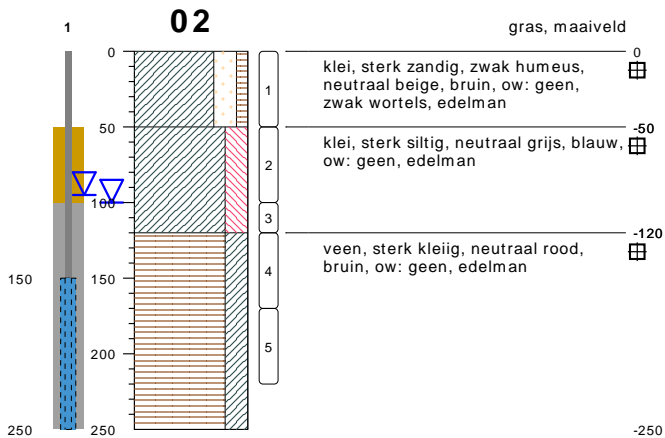 1
02
gras, maaiveld
0
0
klei, sterk zandig, zwak humeus,
neutraal beige, bruin, ow: geen,
zwak wortels, edelman
1
50
-50
klei, sterk siltig, neutraal grijs, blauw,
ow: geen, edelman
2
100
3
-120
veen, sterk kleiig, neutraal rood,
bruin, ow: geen, edelman
4
150
150
5
200
250
250
-250